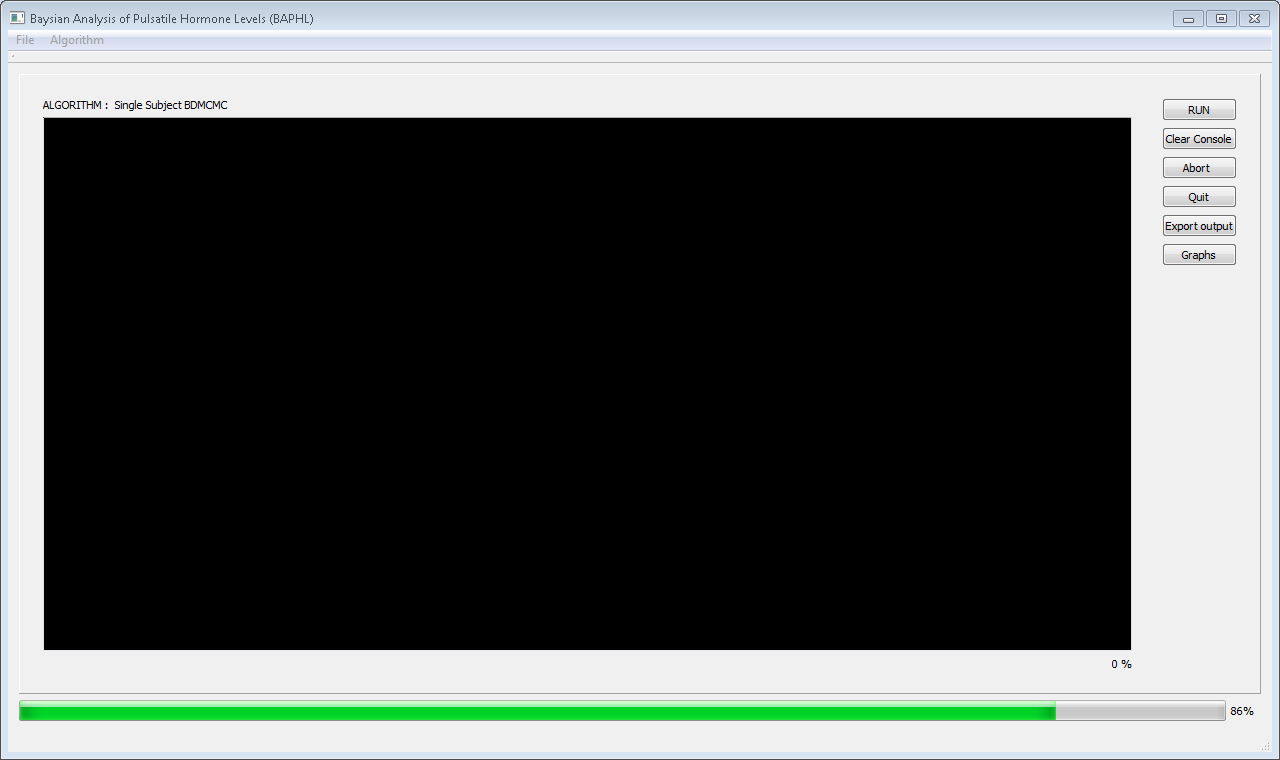 Baysian Analysis of Pulsatile Hormone Levels (BAPHL)
File Algorithm
ALGORITHM : Single Subject BDMCMC
RUN
Clear Console
Abort
Quit
Export output
Graphs
0 %
86%